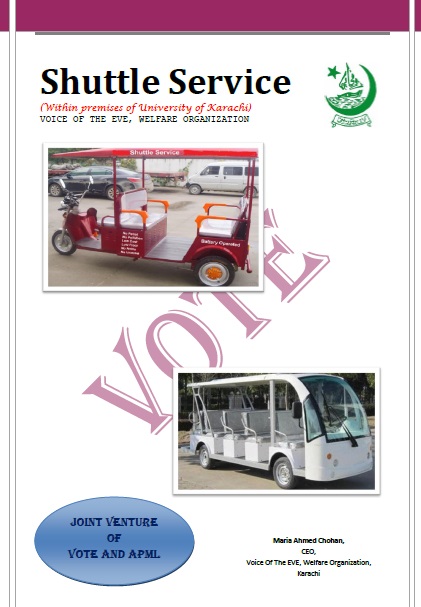 Shuttle Service
(Within premises of University of Karachi)
VOICE OF THE EVE, WELFARE ORGANIZATION
Shuttle Service
Battery Operated
VOTE
JOINT VENTURE
OF
VOTE AND APML
Maria Ahmed Chohan,
CEO,
Voice Of The EVE, Welfare Organization,
Karachi